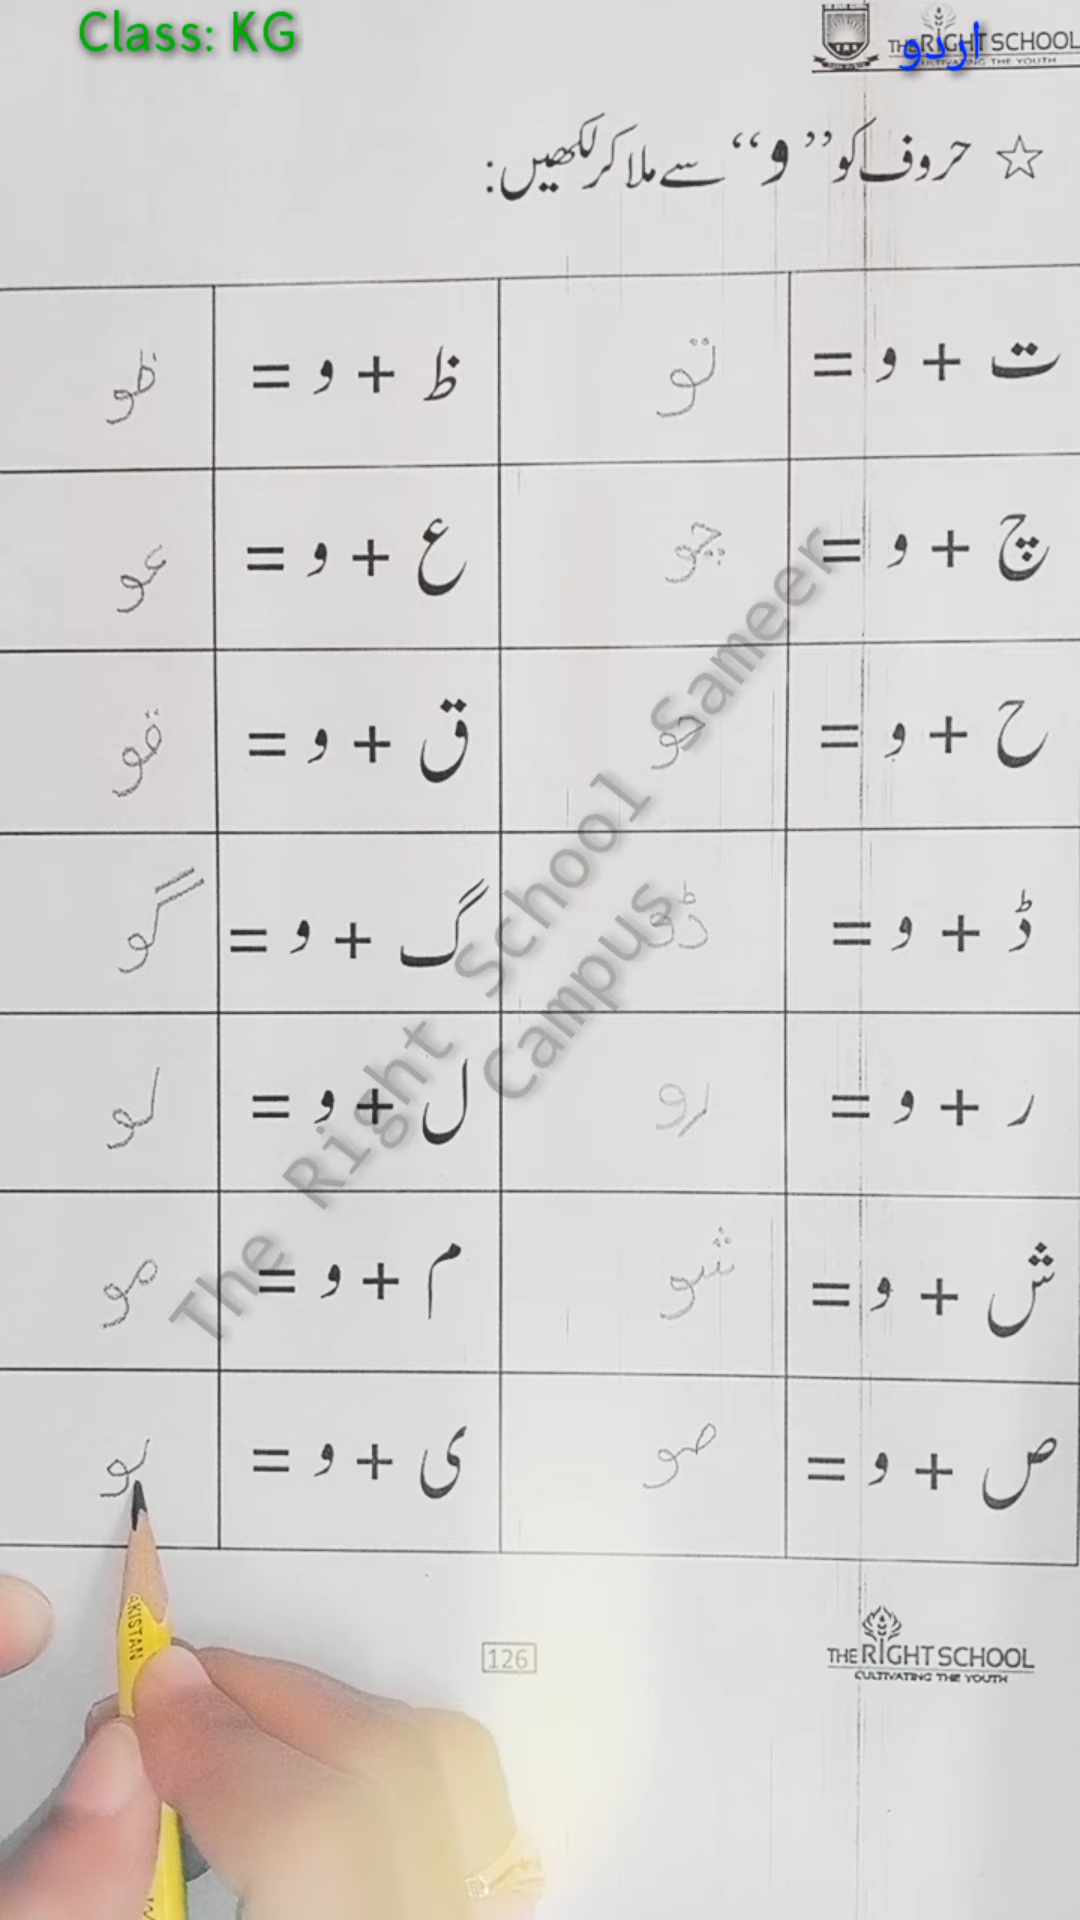 Class: KG
THE RIGHT SCHOOL
CULTIVATING THE YOUTH
اردو
☆ حروف کو ”و“ سے ملا کر لکھیں:
ت + و = تو
ظ + و = ظو
چ + و = چو
ع + و = عو
ح + و = حو
ق + و = قو
ڈ + و = ڈو
گ + و = گو
ر + و = رو
ل + و = لو
ش + و = شو
م + و = مو
ص + و = صو
ی + و =
The Right School Sameer
Campus
126
THE RIGHT SCHOOL
CULTIVATING THE YOUTH
AKISTAN